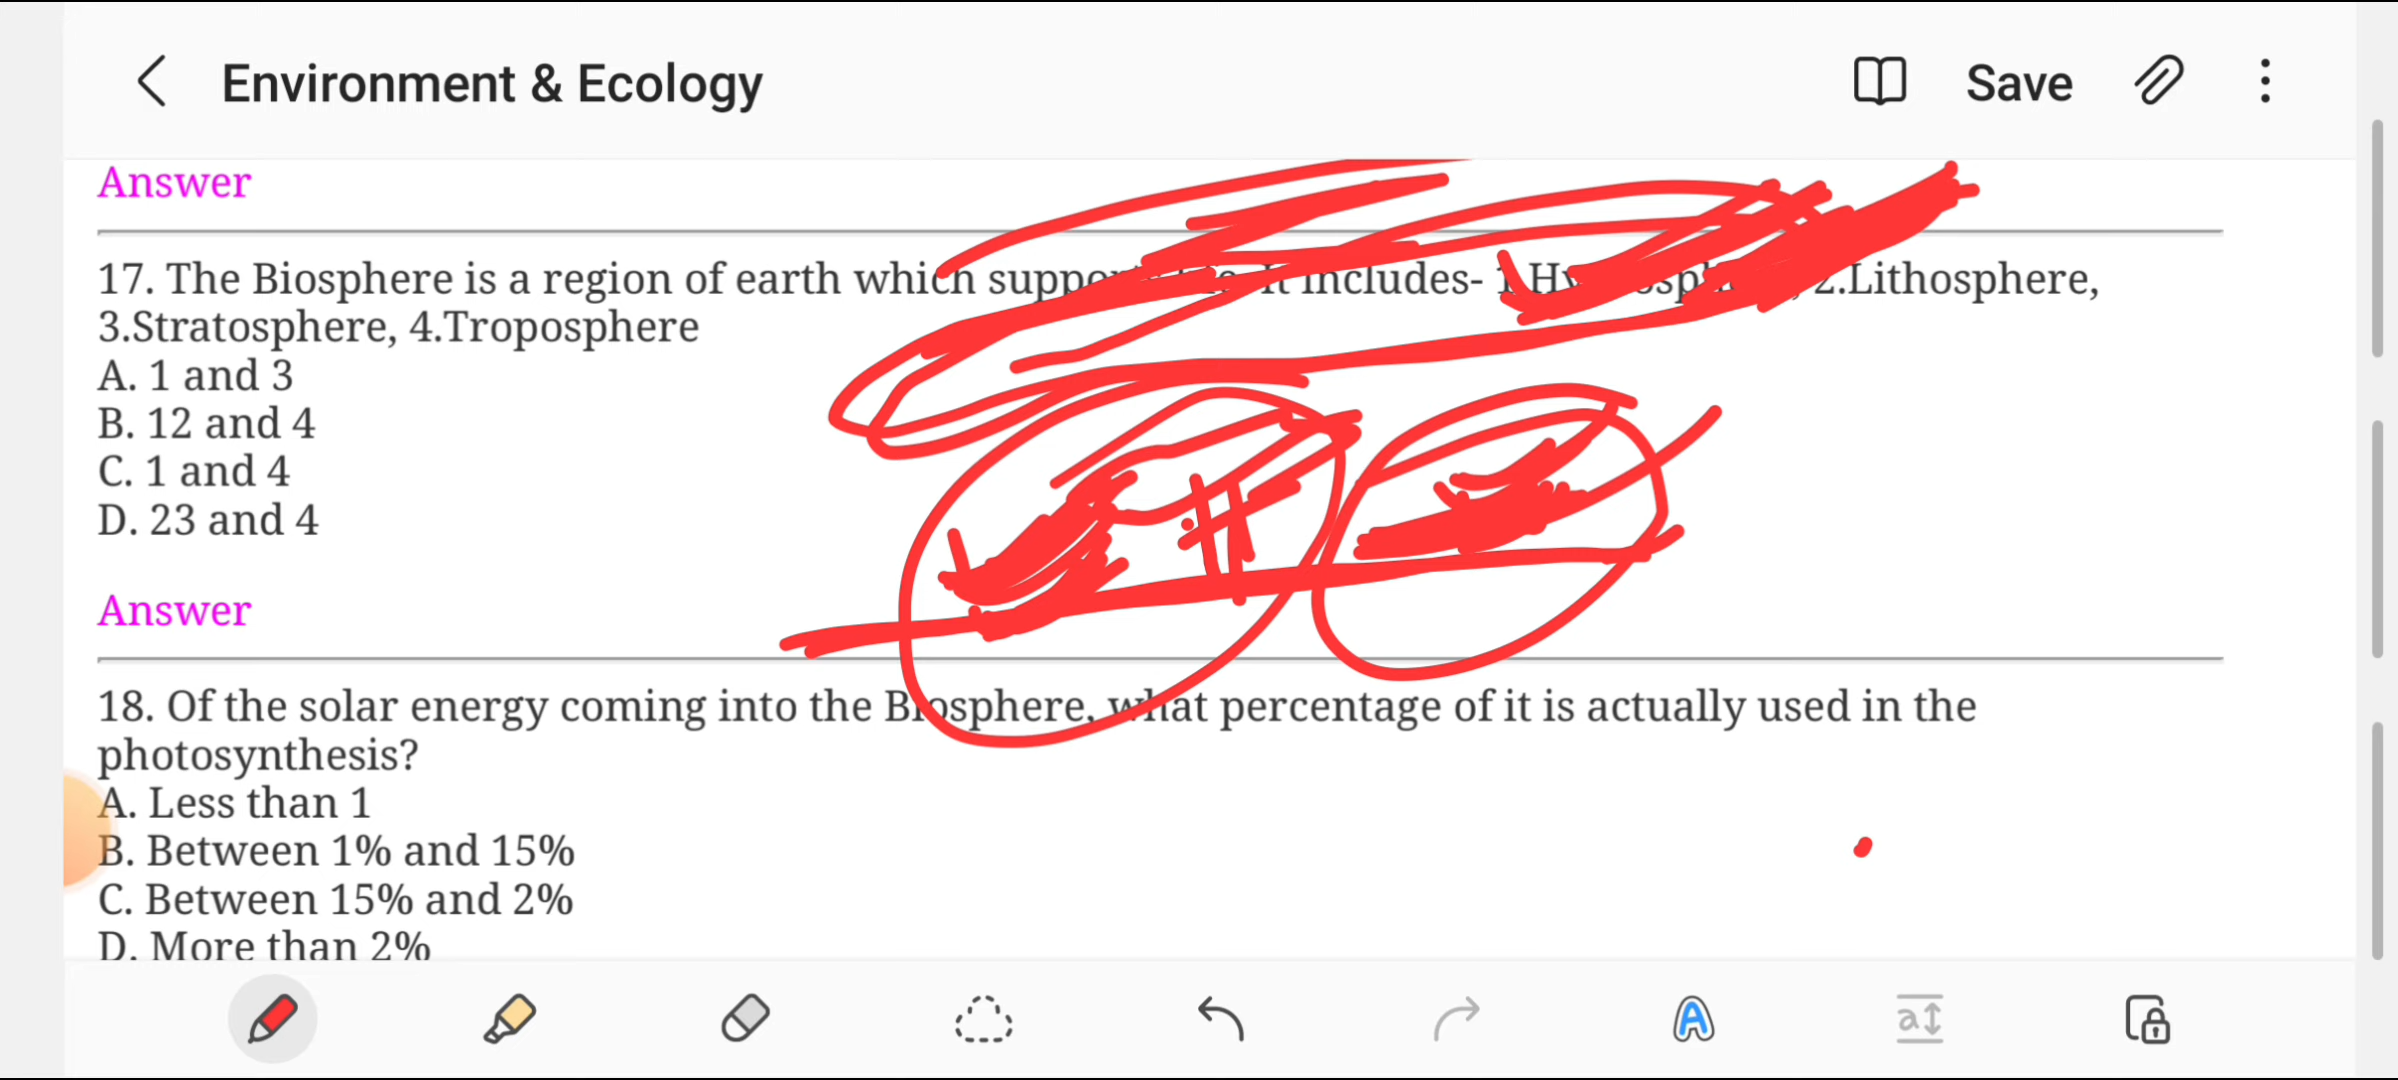 Environment & Ecology
Save
Answer
17. The Biosphere is a region of earth which includes- 2.Lithosphere,
3.Stratosphere, 4.Troposphere
A. 1 and 3
B. 12 and 4
C. 1 and 4
D. 23 and 4
Answer
18. Of the solar energy coming into the Biosphere, what percentage of it is actually used in the
photosynthesis?
A. Less than 1
B. Between 1% and 15%
C. Between 15% and 2%
D. More than 2%